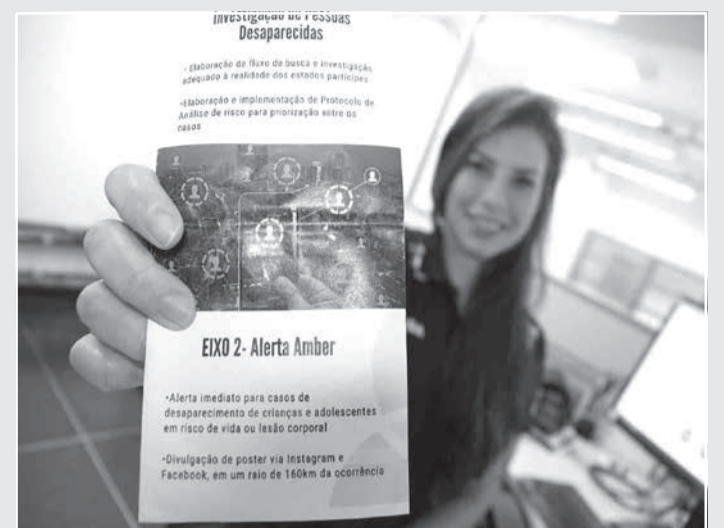 Investigação de Pessoas
Desaparecidas
- Elaboração de fluxo de busca e investigação
adequado à realidade dos estados partícipes
•Elaboração e implementação de Protocolo de
Análise de risco para priorização entre os
casos
EIXO 2- Alerta Amber
•Alerta imediato para casos de
desaparecimento de crianças e adolescentes
em risco de vida ou lesão corporal
•Divulgação de poster via Instagram e
Facebook, em um raio de 160km da ocorrência